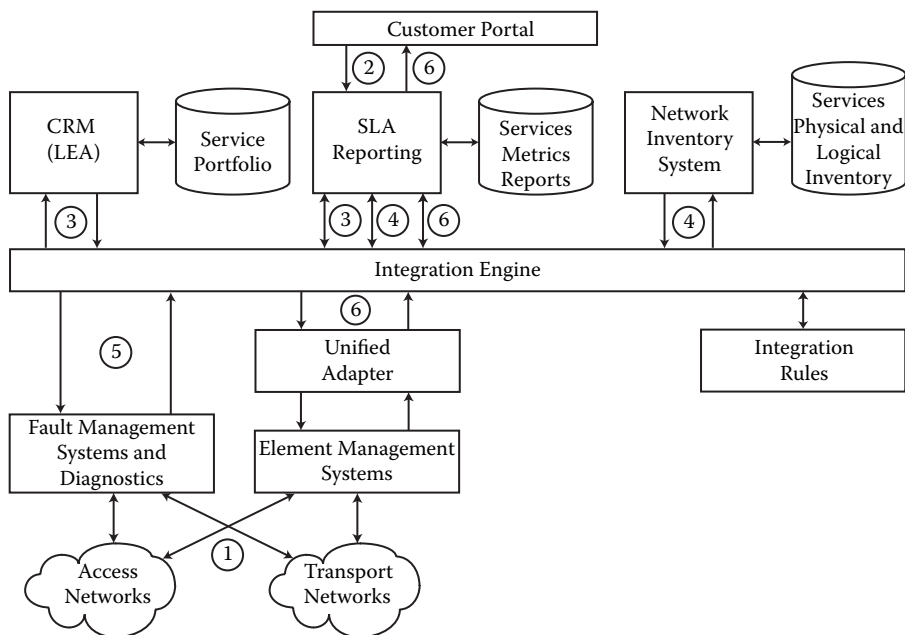 Customer Portal
2
6
CRM
(LEA)
Service
Portfolio
SLA
Reporting
Services
Metrics
Reports
Network
Inventory
System
Services
Physical and
Logical
Inventory
3
3
4
6
4
Integration Engine
5
6
Unified
Adapter
Integration
Rules
Fault Management
Systems and
Diagnostics
Element Management
Systems
1
Access
Networks
Transport
Networks